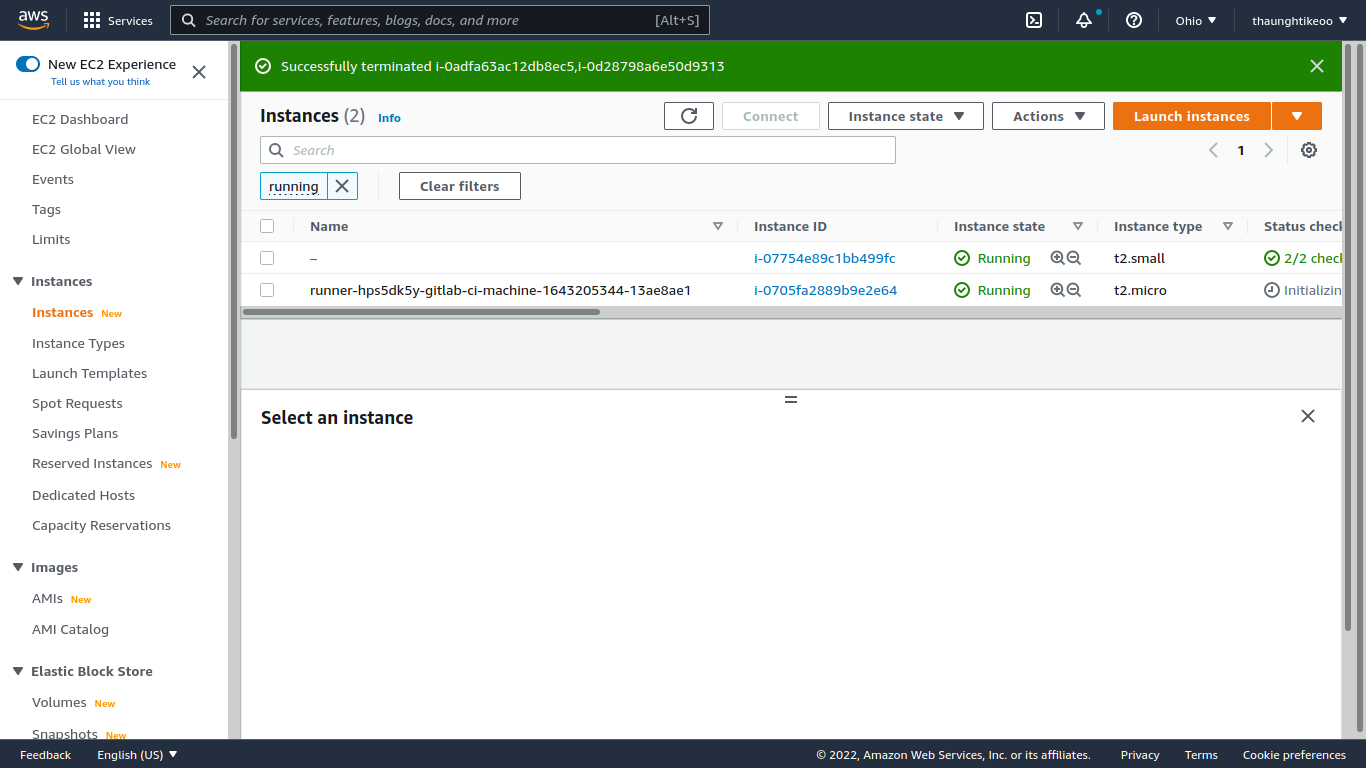 aws
Services
Search for services, features, blogs, docs, and more
[Alt+S]
Ohio
thaunghtikeoo
New EC2 Experience
Tell us what you think
EC2 Dashboard
EC2 Global View
Events
Tags
Limits
Instances
Instances New
Instance Types
Launch Templates
Spot Requests
Savings Plans
Reserved Instances New
Dedicated Hosts
Capacity Reservations
Images
AMIs New
AMI Catalog
Elastic Block Store
Volumes New
Snapshots New
Successfully terminated i-0adfa63ac12db8ec5,i-0d28798a6e50d9313
Instances (2) Info
Connect
Instance state
Actions
Launch instances
Search
1
running
Clear filters
Name Instance ID Instance state Instance type Status check
– i-07754e89c1bb499fc Running t2.small 2/2 chec
runner-hps5dk5y-gitlab-ci-machine-1643205344-13ae8ae1 i-0705fa2889b9e2e64 Running t2.micro Initializin
Select an instance
Feedback English (US) © 2022, Amazon Web Services, Inc. or its affiliates. Privacy Terms Cookie preferences